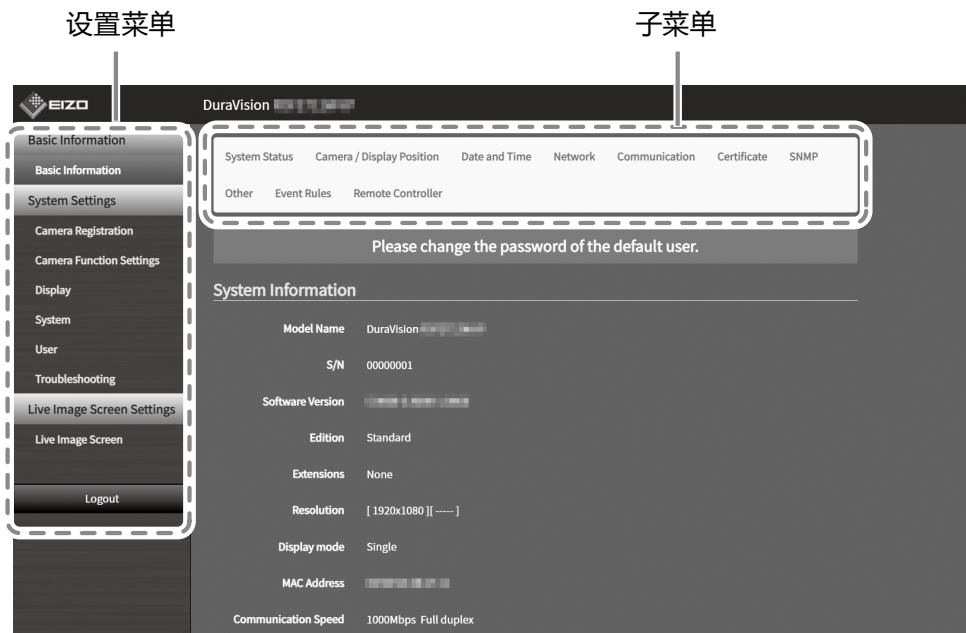 设置菜单
子菜单
EIZO
DuraVision
Basic Information
Basic Information
System Settings
Camera Registration
Camera Function Settings
Display
System
User
Troubleshooting
Live Image Screen Settings
Live Image Screen
Logout
System Status Camera / Display Position Date and Time Network Communication Certificate SNMP
Other Event Rules Remote Controller
Please change the password of the default user.
System Information
Model Name DuraVision
S/N 00000001
Software Version
Edition Standard
Extensions None
Resolution [ 1920x1080 ][ ----- ]
Display mode Single
MAC Address
Communication Speed 1000Mbps Full duplex